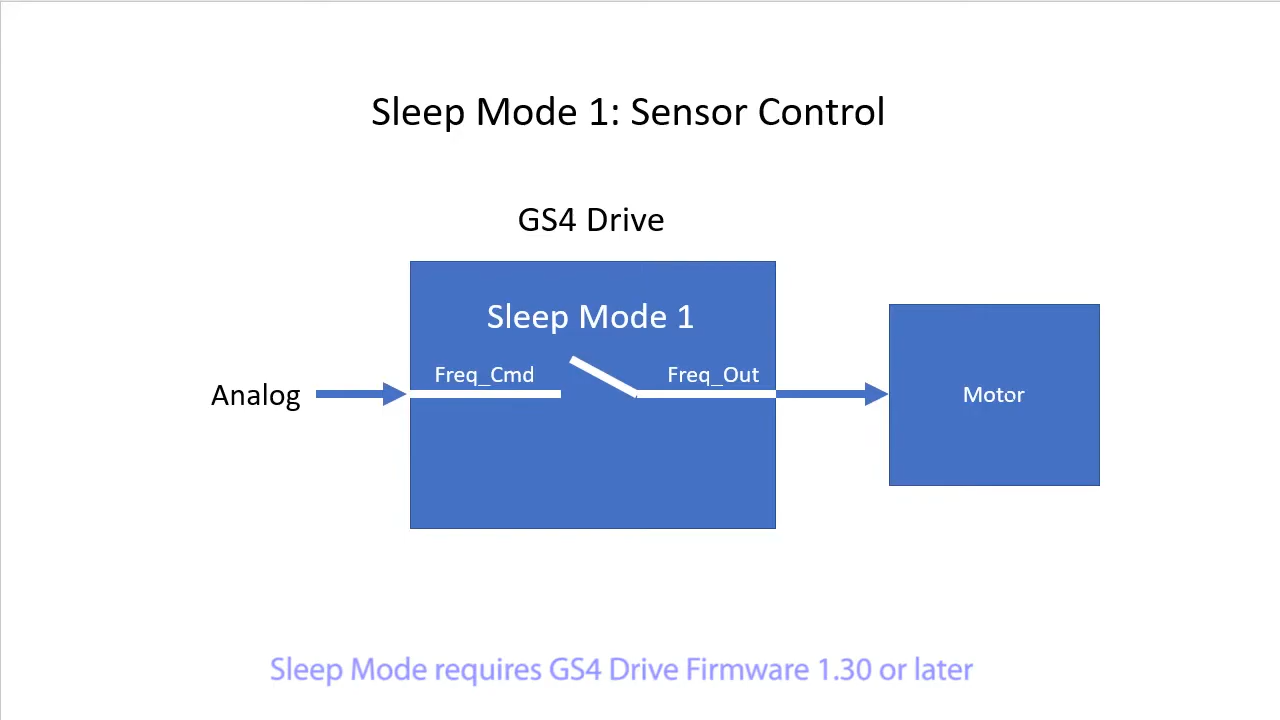 Sleep Mode 1: Sensor Control
GS4 Drive
Sleep Mode 1
Freq_Cmd
Freq_Out
Analog
Motor
Sleep Mode requires GS4 Drive Firmware 1.30 or later